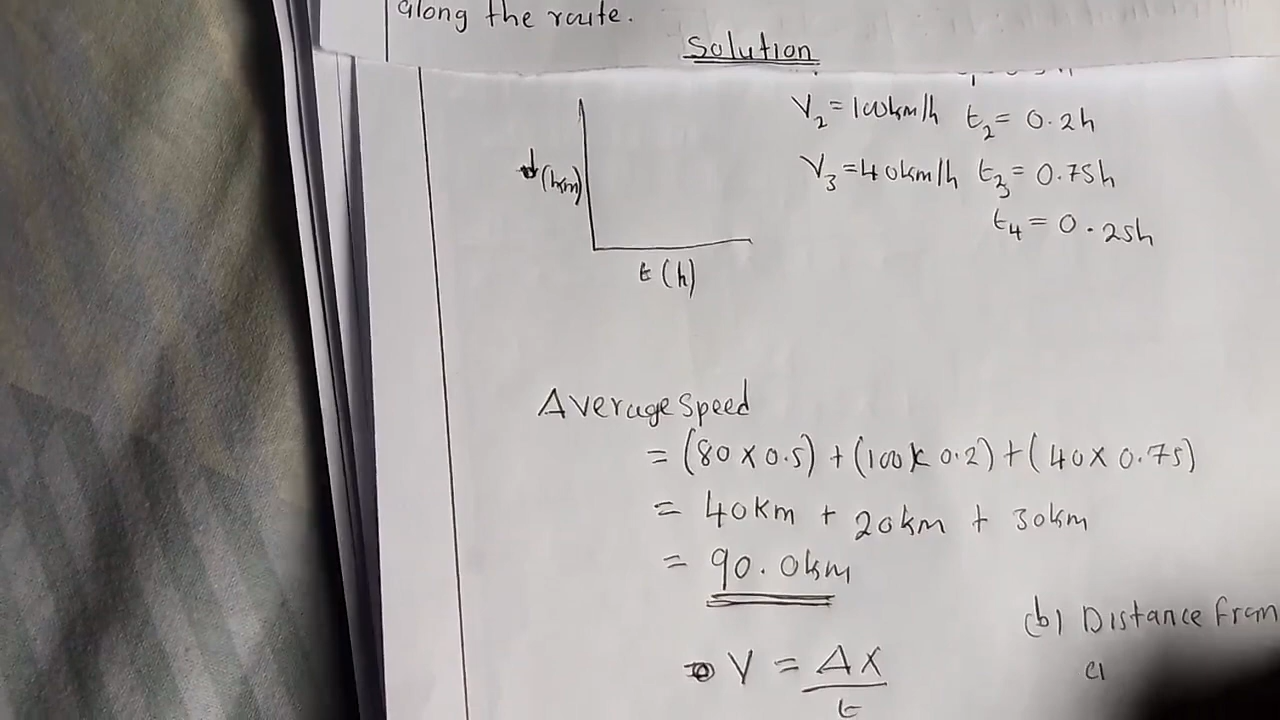 along the route.
Solution
V₂ = 100km/h t₂ = 0.2h
d(km)
V₃ = 40km/h t₃ = 0.75h
t₄ = 0.25h
t (h)
Average Speed
= (80 × 0.5) + (100 × 0.2) + (40 × 0.75)
= 40km + 20km + 30km
= 90.0km
(b) Distance from
V = ΔX
t